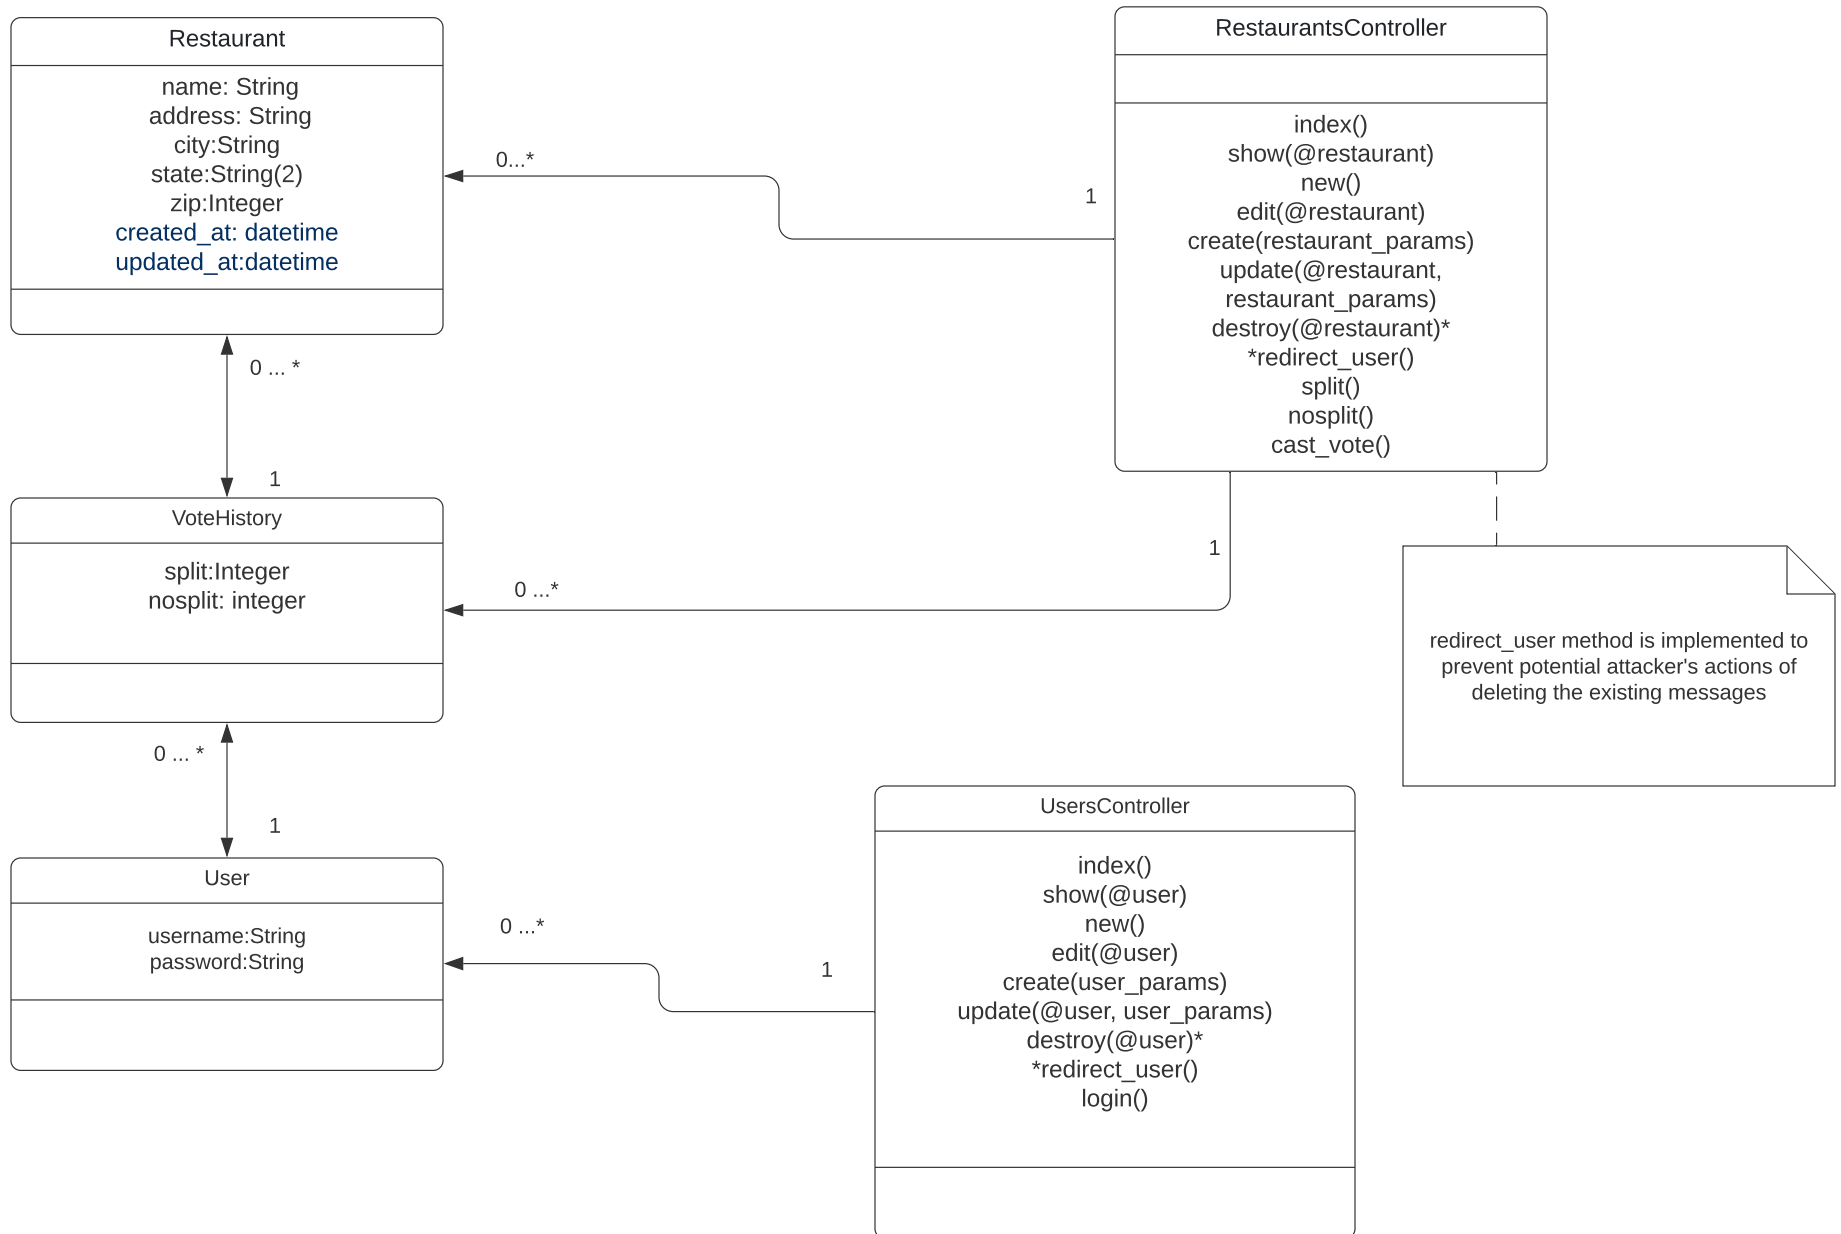 Restaurant
name: String
address: String
city:String
state:String(2)
zip:Integer
created_at: datetime
updated_at:datetime
RestaurantsController
index()
show(@restaurant)
new()
edit(@restaurant)
create(restaurant_params)
update(@restaurant,
restaurant_params)
destroy(@restaurant)*
*redirect_user()
split()
nosplit()
cast_vote()
0...*
1
0 ... *
1
VoteHistory
split:Integer
nosplit: integer
0 ...*
1
redirect_user method is implemented to
prevent potential attacker's actions of
deleting the existing messages
0 ... *
1
User
username:String
password:String
0 ...*
1
UsersController
index()
show(@user)
new()
edit(@user)
create(user_params)
update(@user, user_params)
destroy(@user)*
*redirect_user()
login()